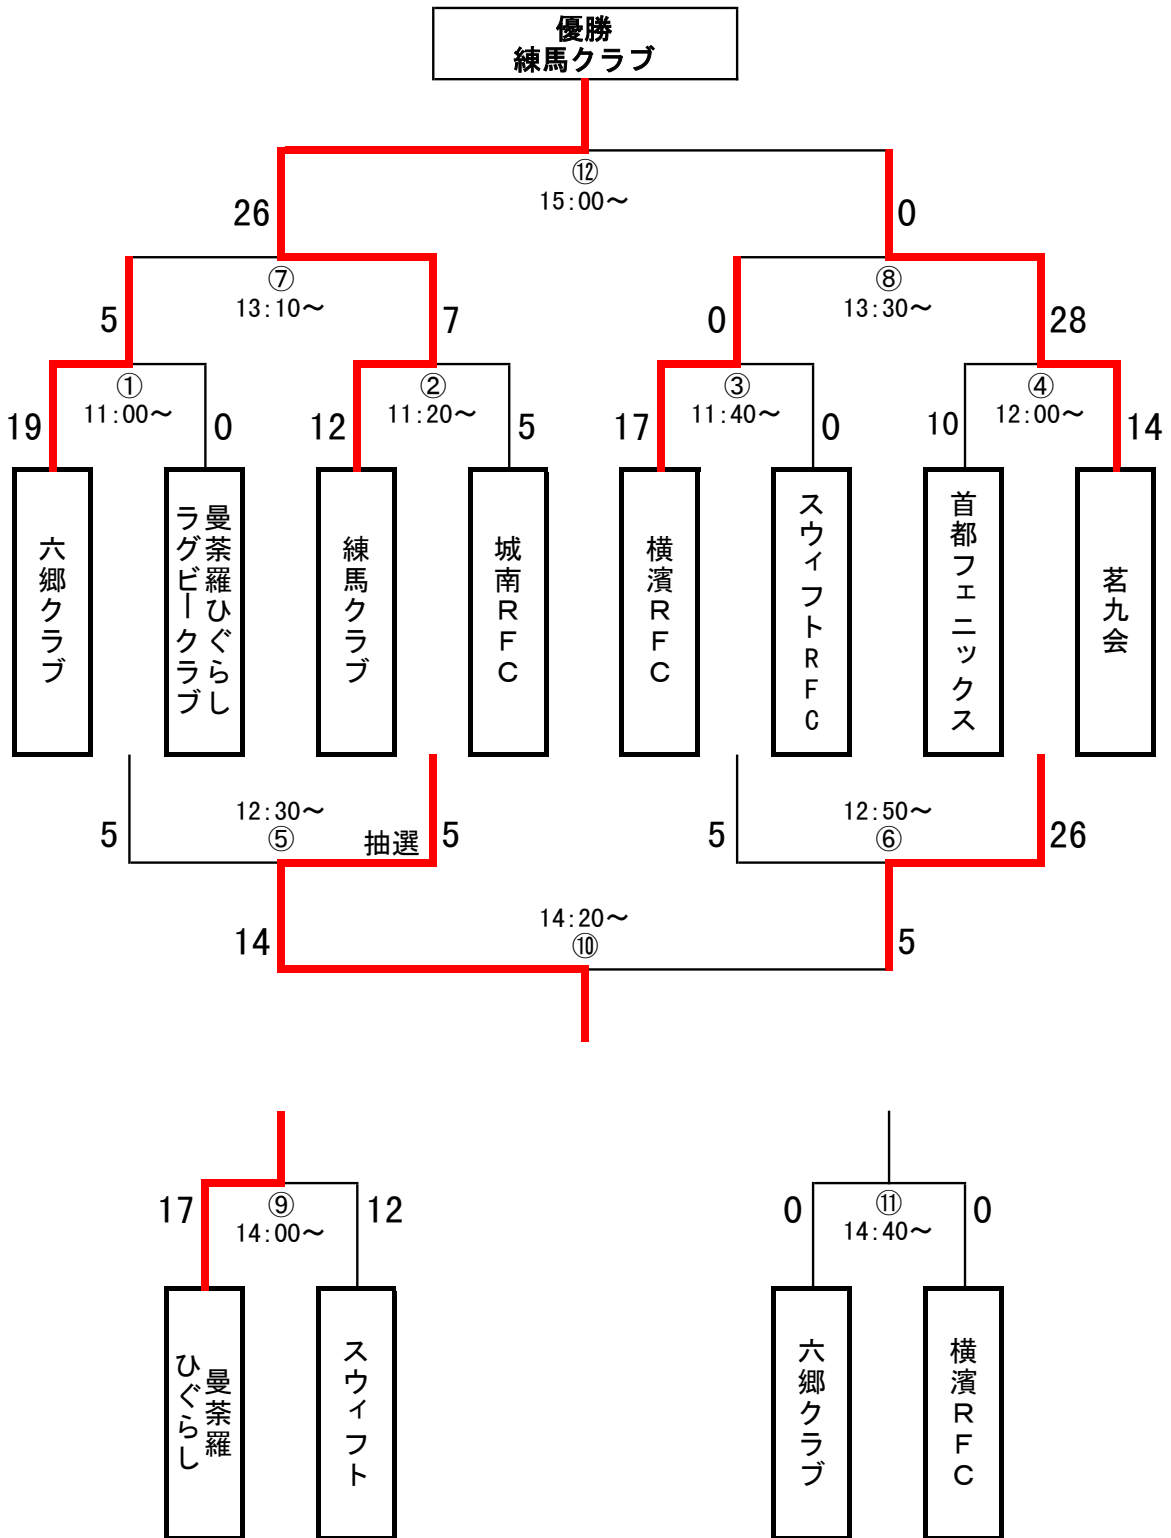 優勝
練馬クラブ
⑫
15:00～
26
0
⑦
13:10～
⑧
13:30～
5
7
0
28
①
11:00～
②
11:20～
③
11:40～
④
12:00～
19
0
12
5
17
0
10
14
六郷クラブ
曼荼羅ひぐらし
ラグビークラブ
練馬クラブ
城南RFC
横濱RFC
スウィフトRFC
首都フェニックス
茗九会
12:30～
⑤
抽選
12:50～
⑥
5
5
5
26
14:20～
⑩
14
5
17
⑨
14:00～
12
0
⑪
14:40～
0
曼荼羅
ひぐらし
スウィフト
六郷クラブ
横濱RFC